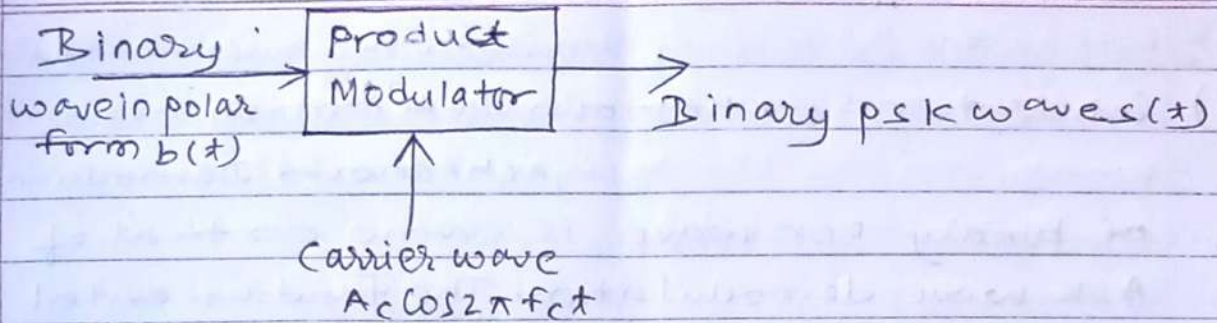 Binary
wave in polar
form b(t)
product
Modulator
Binary psk waves(t)
Carrier wave
Ac cos2πfct